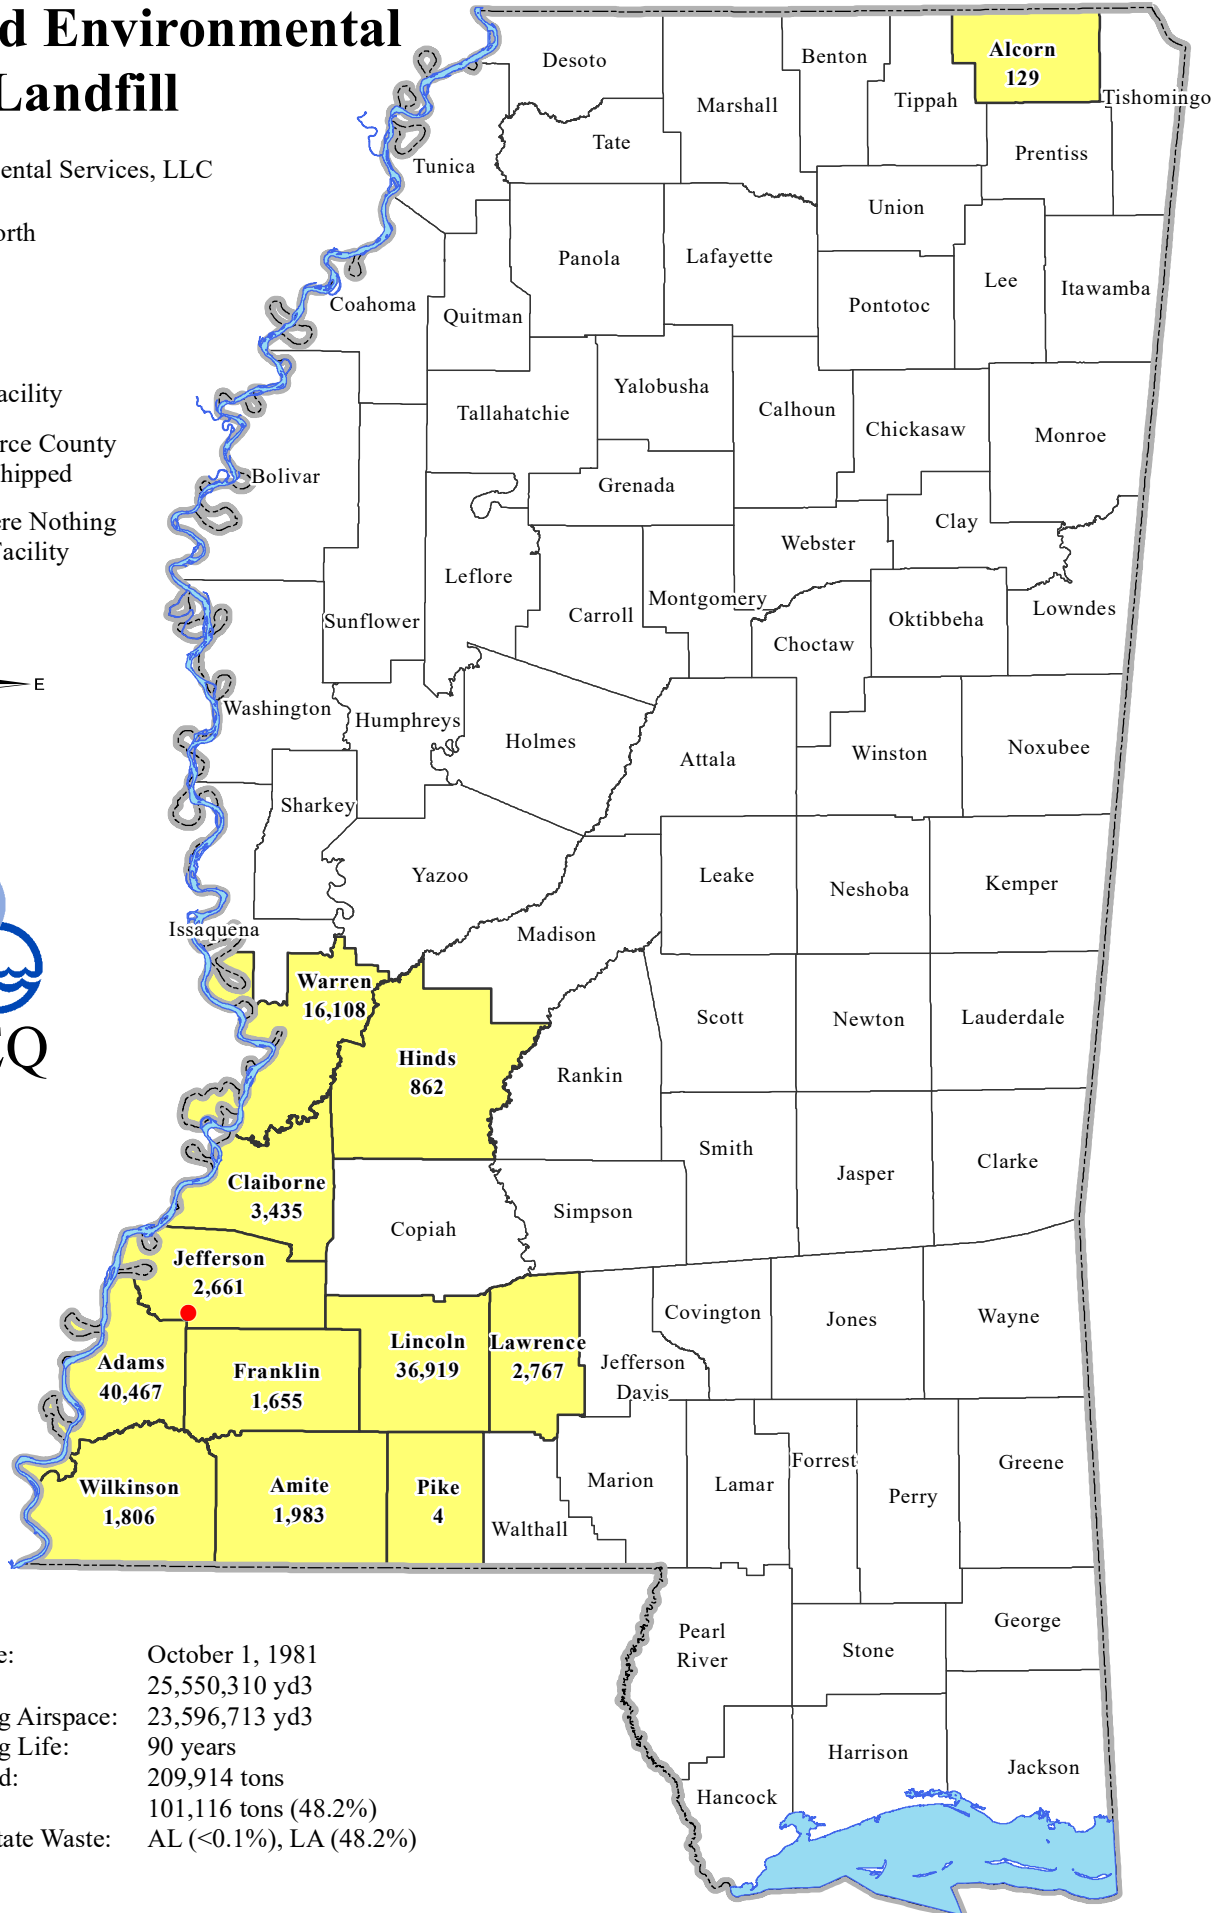 d Environmental
Landfill
ental Services, LLC
orth
acility
rce County
hipped
ere Nothing
Facility
E
CQ
Desoto
Benton
Alcorn
129
Marshall
Tippah
Tishomingo
Tate
Prentiss
Tunica
Union
Panola
Lafayette
Lee
Itawamba
Coahoma
Quitman
Pontotoc
Yalobusha
Tallahatchie
Calhoun
Chickasaw
Monroe
Bolivar
Grenada
Clay
Webster
Leflore
Montgomery
Lowndes
Carroll
Sunflower
Oktibbeha
Choctaw
Washington
Humphreys
Holmes
Attala
Winston
Noxubee
Sharkey
Yazoo
Leake
Neshoba
Kemper
Issaquena
Madison
Warren
16,108
Scott
Newton
Lauderdale
Hinds
862
Rankin
Smith
Jasper
Clarke
Claiborne
3,435
Copiah
Simpson
Jefferson
2,661
Covington
Jones
Wayne
Lincoln
36,919
Lawrence
2,767
Adams
40,467
Franklin
1,655
Jefferson
Davis
Wilkinson
1,806
Amite
1,983
Pike
4
Walthall
Marion
Lamar
Forrest
Perry
Greene
Pearl
River
Stone
George
Harrison
Jackson
Hancock
e: October 1, 1981
25,550,310 yd3
g Airspace: 23,596,713 yd3
g Life: 90 years
d: 209,914 tons
101,116 tons (48.2%)
tate Waste: AL (<0.1%), LA (48.2%)